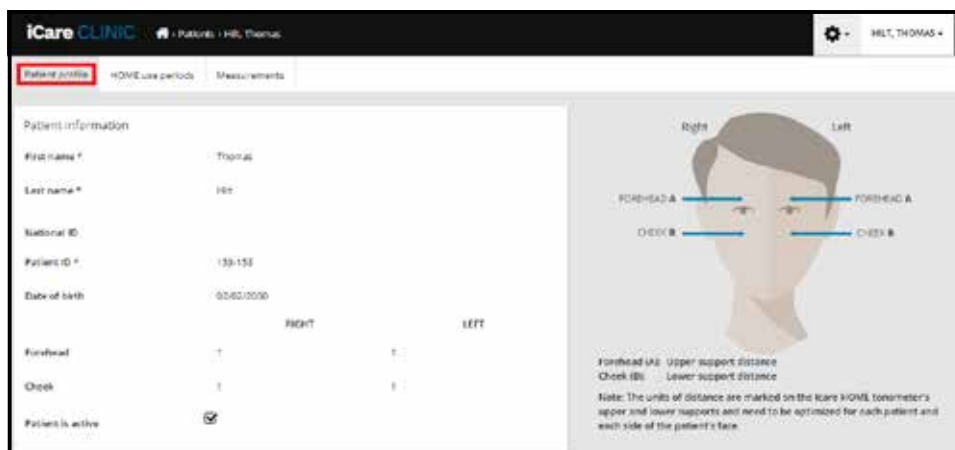 iCare CLINIC
› Patients › Hilt, Thomas
HILT, THOMAS
Patient profile
HOME use periods
Measurements
Patient information
First name *
Thomas
Last name *
Hilt
National ID
Patient ID *
Date of birth
RIGHT LEFT
Forehead 1 1
Cheek 1 1
Patient is active
Right Left
FOREHEAD A FOREHEAD A
CHEEK B CHEEK B
Forehead (A): Upper support distance
Cheek (B): Lower support distance
Note: The units of distance are marked on the Icare HOME tonometer's
upper and lower supports and need to be optimized for each patient and
each side of the patient's face.